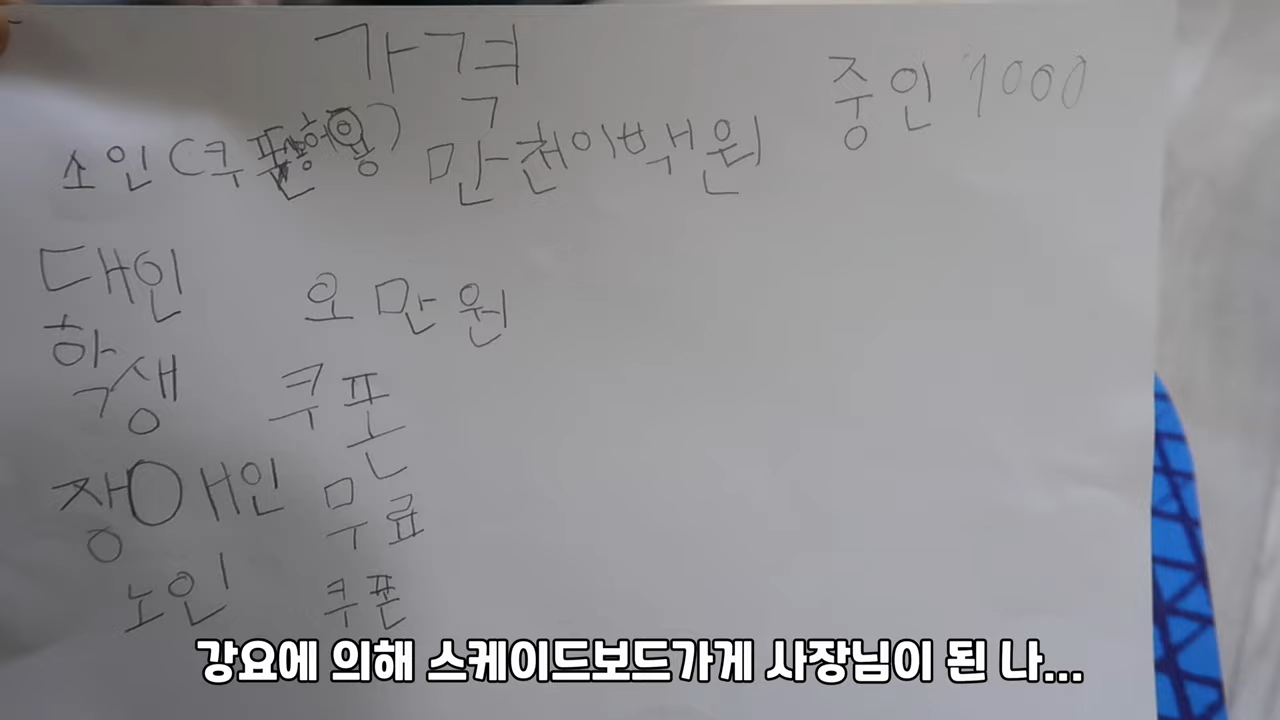 가격
중인 1000
소인(쿠폰 사용) 만천이백원
대인 오만원
학생 쿠폰
장애인 무료
노인 쿠폰
강요에 의해 스케이드보드가게 사장님이 된 나...